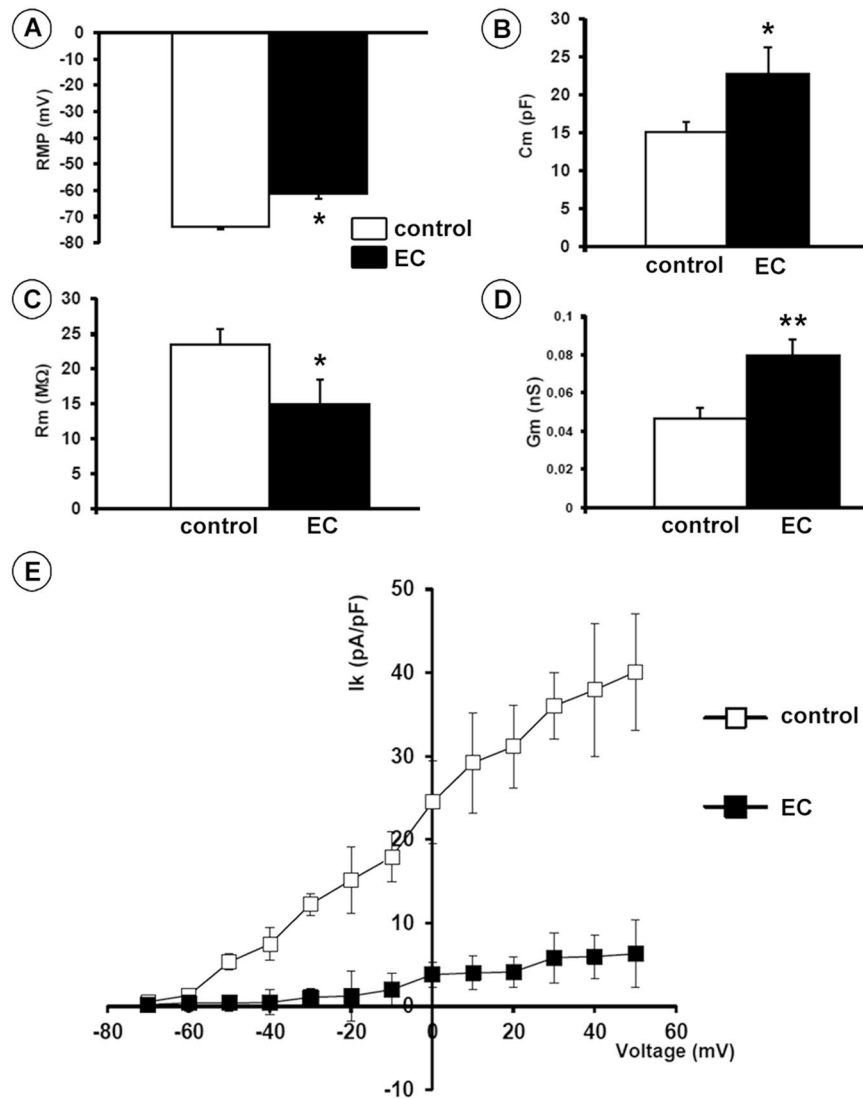 A
0
-10
-20
-30
-40
-50
-60
-70
-80
RMP (mV)
*
control
EC
B
30
25
20
15
10
5
0
Cm (pF)
*
control EC
C
30
25
20
15
10
5
0
Rm (MΩ)
*
control EC
D
0,1
0,08
0,06
0,04
0,02
0
Gm (nS)
**
control EC
E
50
40
30
20
10
0
-10
Ik (pA/pF)
-80 -60 -40 -20 0 20 40 60
Voltage (mV)
control
EC